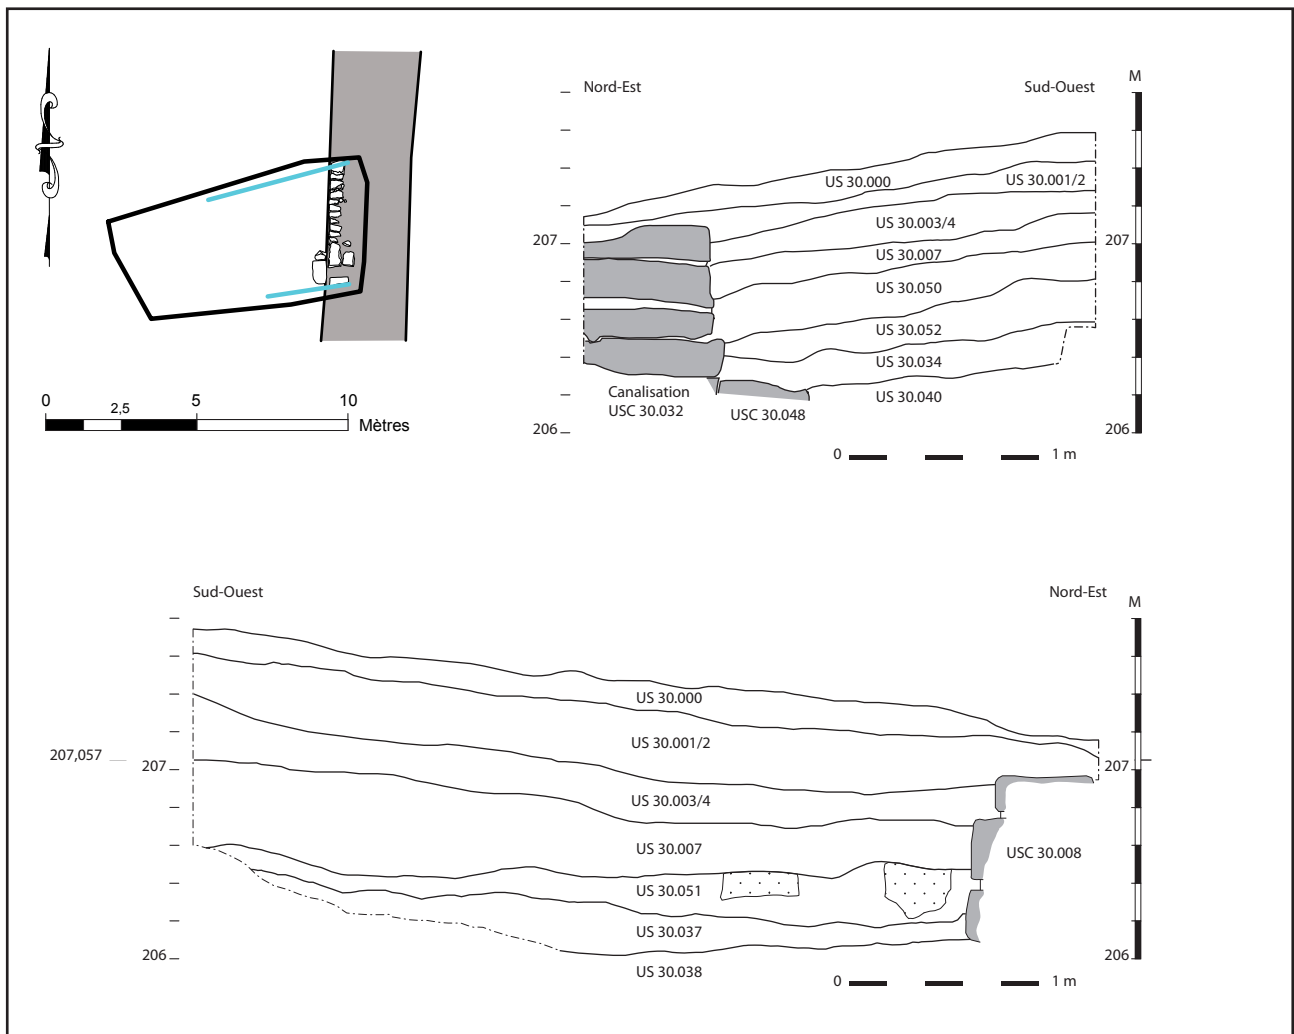 0
2,5
5
10
Mètres
Nord-Est
Sud-Ouest
M
US 30.000
US 30.001/2
US 30.003/4
207
207
US 30.007
US 30.050
US 30.052
US 30.034
Canalisation
USC 30.032
USC 30.048
US 30.040
206
206
0
1 m
Sud-Ouest
Nord-Est
M
US 30.000
US 30.001/2
207,057
207
207
US 30.003/4
US 30.007
USC 30.008
US 30.051
US 30.037
206
206
US 30.038
0
1 m